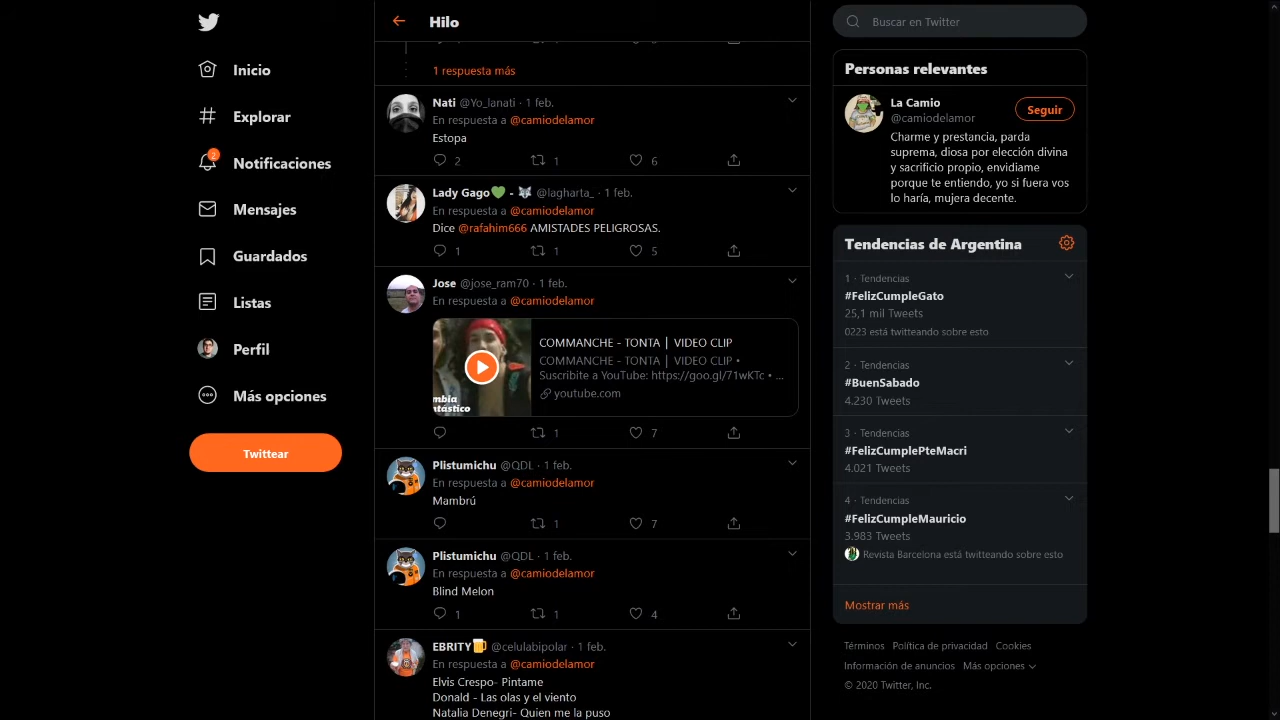 Inicio
Explorar
2
Notificaciones
Mensajes
Guardados
Listas
Perfil
Más opciones
Twittear
Hilo
1 respuesta más
Nati @Yo_lanati · 1 feb.
En respuesta a @camiodelamor
Estopa
2 1 6
Lady Gago💚 - 🐺 @lagharta_ · 1 feb.
En respuesta a @camiodelamor
Dice @rafahim666 AMISTADES PELIGROSAS.
1 1 5
Jose @jose_ram70 · 1 feb.
En respuesta a @camiodelamor
COMMANCHE - TONTA │ VIDEO CLIP
COMMANCHE - TONTA │ VIDEO CLIP •
Suscribite a YouTube: https://goo.gl/71wKTc • ...
youtube.com
mbia
ntástico
1 7
Plistumichu @QDL · 1 feb.
En respuesta a @camiodelamor
Mambrú
1 7
Plistumichu @QDL · 1 feb.
En respuesta a @camiodelamor
Blind Melon
1 1 4
EBRITY🍺 @celulabipolar · 1 feb.
En respuesta a @camiodelamor
Elvis Crespo- Pintame
Donald - Las olas y el viento
Natalia Denegri- Quien me la puso
Buscar en Twitter
Personas relevantes
La Camio
@camiodelamor
Seguir
Charme y prestancia, parda
suprema, diosa por elección divina
y sacrificio propio, envidiame
porque te entiendo, yo si fuera vos
lo haría, mujera decente.
Tendencias de Argentina
1 · Tendencias
#FelizCumpleGato
25,1 mil Tweets
0223 está twitteando sobre esto
2 · Tendencias
#BuenSabado
4.230 Tweets
3 · Tendencias
#FelizCumplePteMacri
4.021 Tweets
4 · Tendencias
#FelizCumpleMauricio
3.983 Tweets
Revista Barcelona está twitteando sobre esto
Mostrar más
Términos Política de privacidad Cookies
Información de anuncios Más opciones
© 2020 Twitter, Inc.